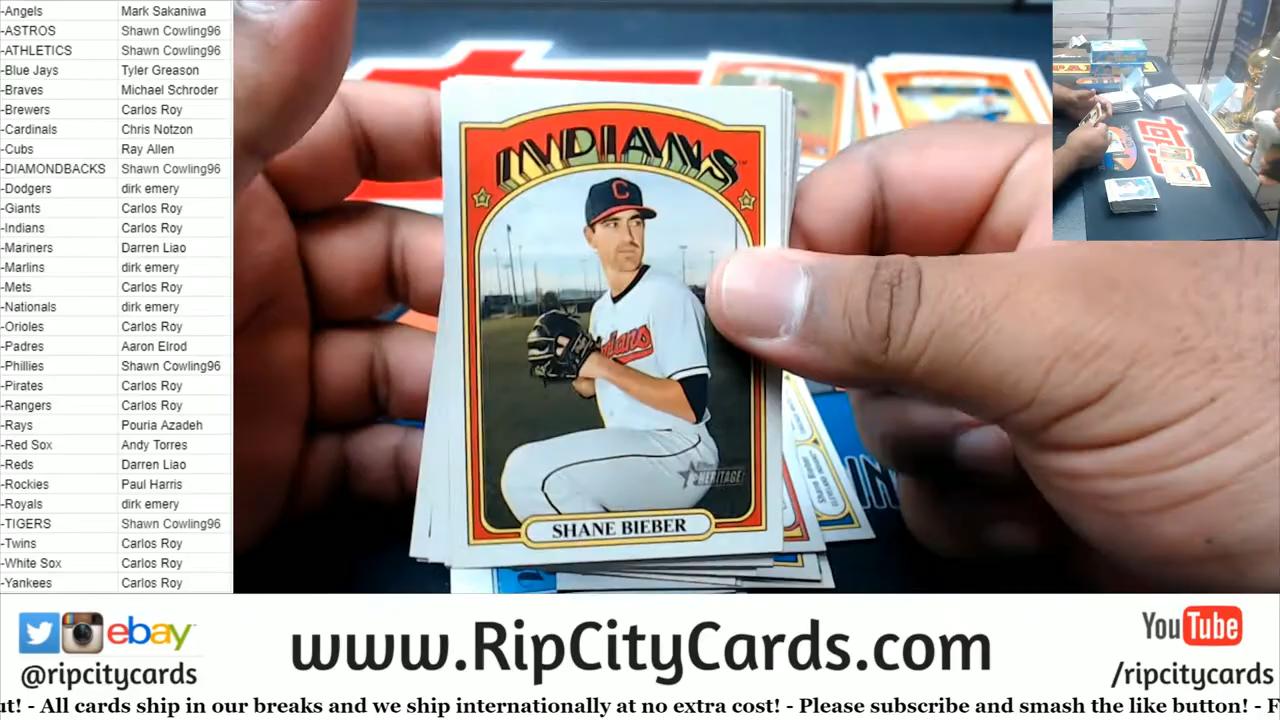 -Angels Mark Sakaniwa
-ASTROS Shawn Cowling96
-ATHLETICS Shawn Cowling96
-Blue Jays Tyler Greason
-Braves Michael Schroder
-Brewers Carlos Roy
-Cardinals Chris Notzon
-Cubs Ray Allen
-DIAMONDBACKS Shawn Cowling96
-Dodgers dirk emery
-Giants Carlos Roy
-Indians Carlos Roy
-Mariners Darren Liao
-Marlins dirk emery
-Mets Carlos Roy
-Nationals dirk emery
-Orioles Carlos Roy
-Padres Aaron Elrod
-Phillies Shawn Cowling96
-Pirates Carlos Roy
-Rangers Carlos Roy
-Rays Pouria Azadeh
-Red Sox Andy Torres
-Reds Darren Liao
-Rockies Paul Harris
-Royals dirk emery
-TIGERS Shawn Cowling96
-Twins Carlos Roy
-White Sox Carlos Roy
-Yankees Carlos Roy
INDIANS
C
Indians
Topps
HERITAGE
SHANE BIEBER
Shane Bieber
ebay
@ripcitycards
www.RipCityCards.com
YouTube
/ripcitycards
ut! - All cards ship in our breaks and we ship internationally at no extra cost! - Please subscribe and smash the like button! - F